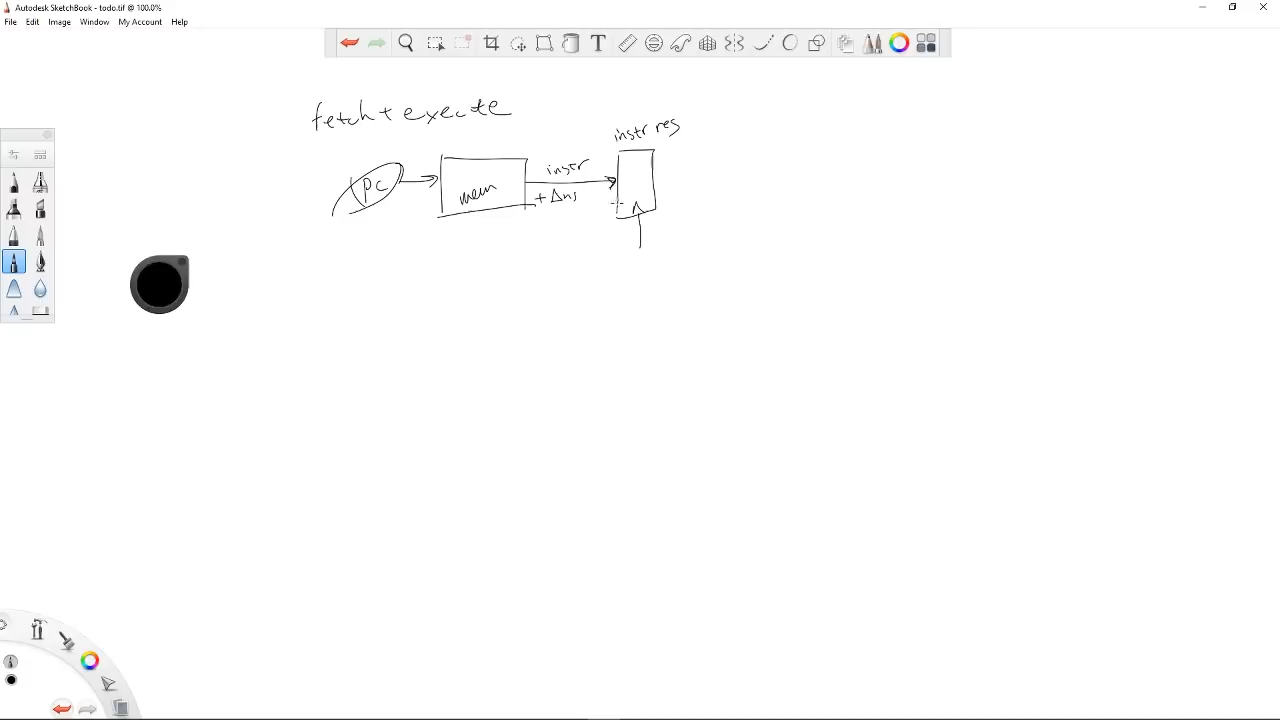 Autodesk SketchBook - todo.tif @ 100.0%
File Edit Image Window My Account Help
T
fetch + execute
instr reg
PC
mem
instr
+ Δns